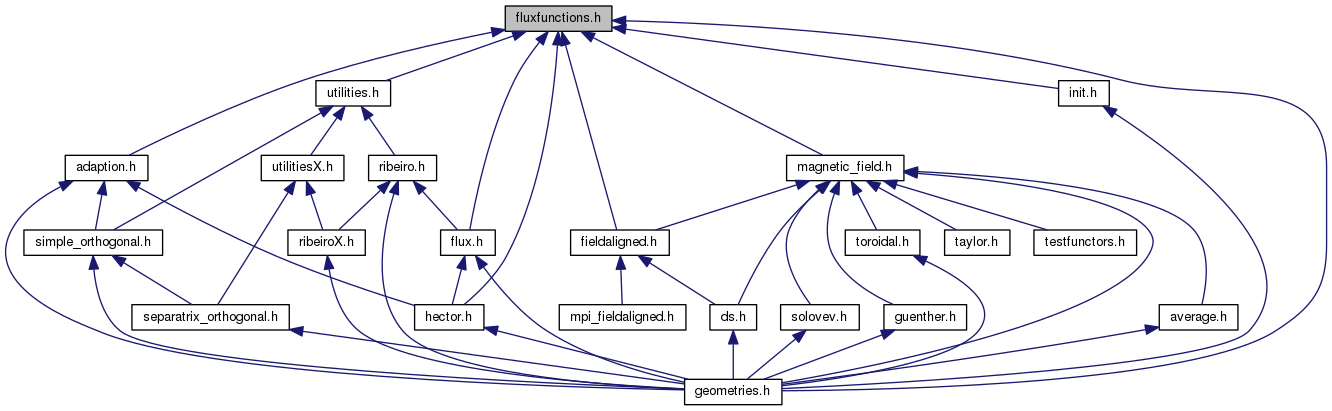 fluxfunctions.h
utilities.h
init.h
adaption.h
utilitiesX.h
ribeiro.h
magnetic_field.h
simple_orthogonal.h
ribeiroX.h
flux.h
fieldaligned.h
toroidal.h
taylor.h
testfunctors.h
separatrix_orthogonal.h
hector.h
mpi_fieldaligned.h
ds.h
solovev.h
guenther.h
average.h
geometries.h